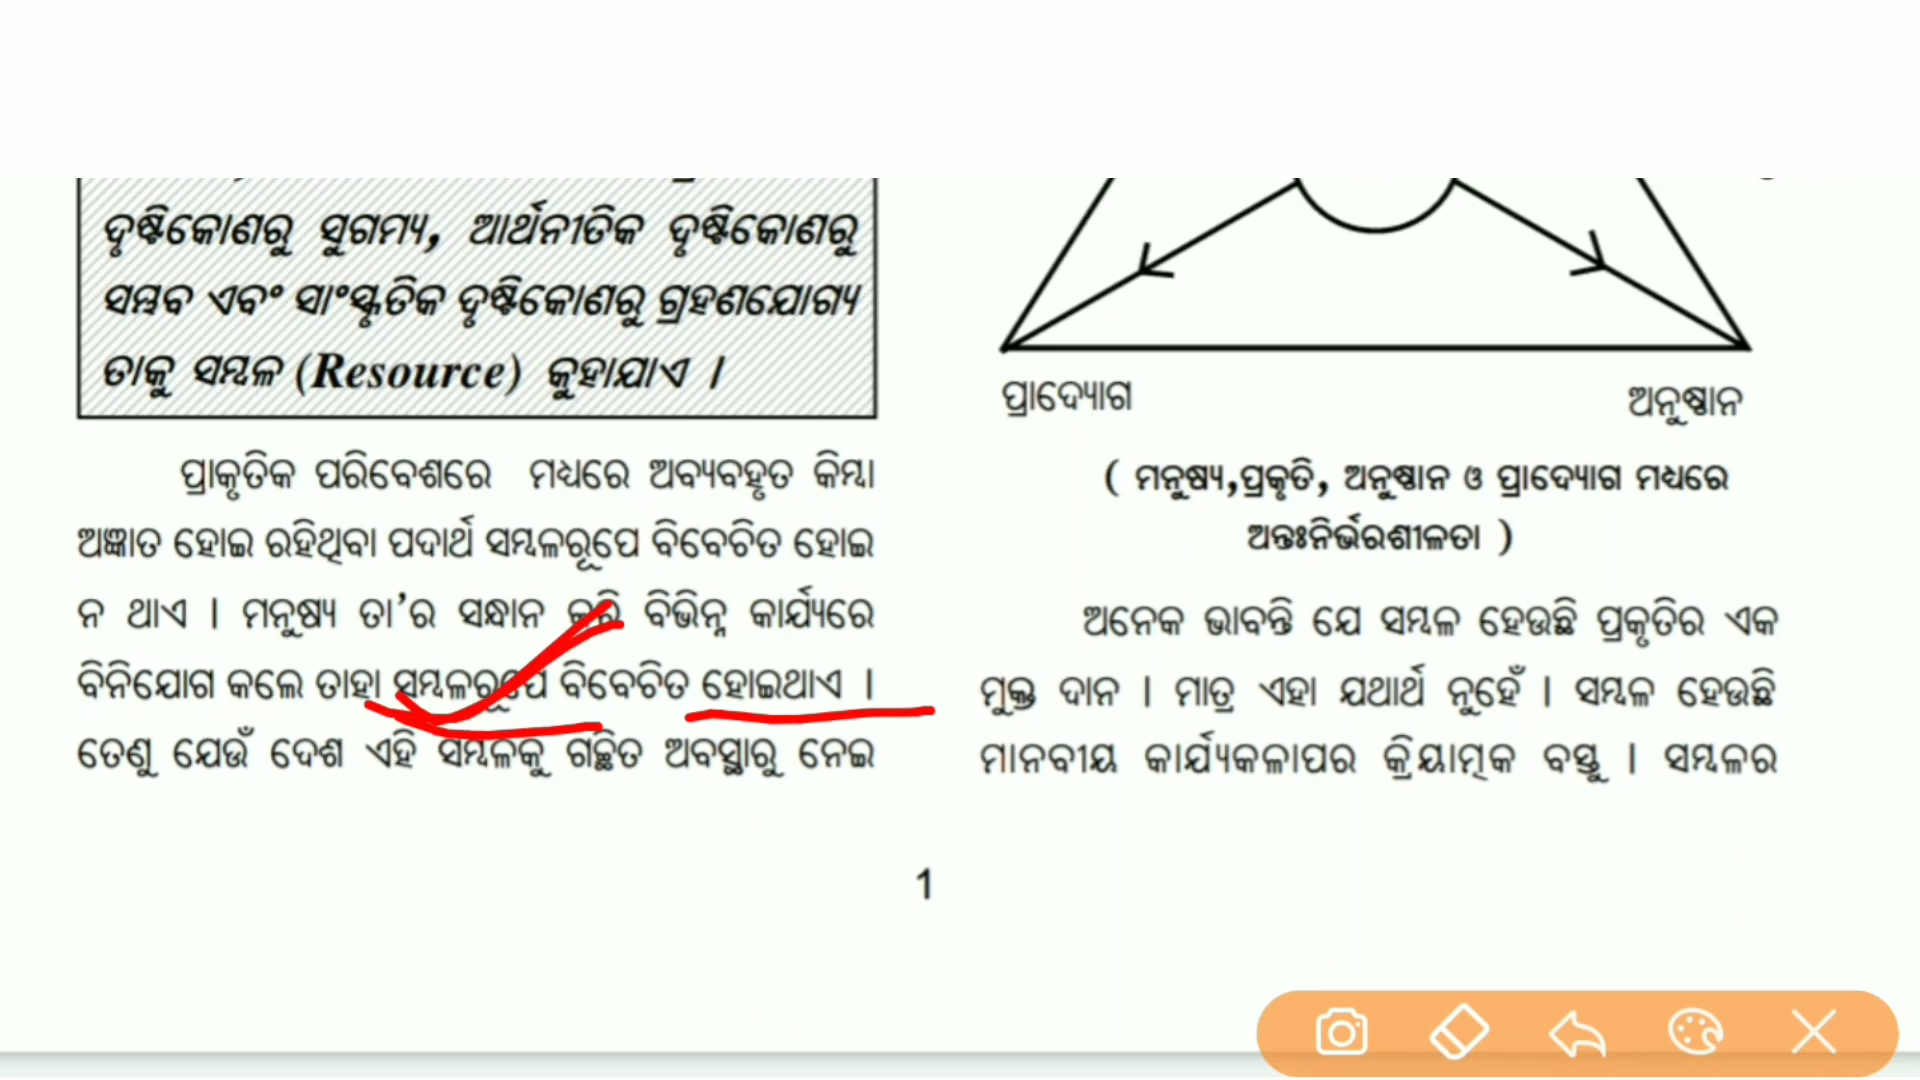 ଦୃଷ୍ଟିକୋଣରୁ ସୁଗମ୍ୟ, ଆର୍ଥନୀତିକ ଦୃଷ୍ଟିକୋଣରୁ
ସମ୍ଭବ ଏବଂ ସାଂସ୍କୃତିକ ଦୃଷ୍ଟିକୋଣରୁ ଗ୍ରହଣଯୋଗ୍ୟ
ତାକୁ ସମ୍ବଳ (Resource) କୁହାଯାଏ ।
ପ୍ରାକୃତିକ ପରିବେଶରେ ମଧ୍ୟରେ ଅବ୍ୟବହୃତ କିମ୍ବା
ଅଜ୍ଞାତ ହୋଇ ରହିଥିବା ପଦାର୍ଥ ସମ୍ବଳରୂପେ ବିବେଚିତ ହୋଇ
ନ ଥାଏ । ମନୁଷ୍ୟ ତା'ର ସନ୍ଧାନ କରି ବିଭିନ୍ନ କାର୍ଯ୍ୟରେ
ବିନିଯୋଗ କଲେ ତାହା ସମ୍ବଳରୂପେ ବିବେଚିତ ହୋଇଥାଏ ।
ତେଣୁ ଯେଉଁ ଦେଶ ଏହି ସମ୍ବଳକୁ ଗଚ୍ଛିତ ଅବସ୍ଥାରୁ ନେଇ
ପ୍ରାଦ୍ୟୋଗ ଅନୁଷ୍ଠାନ
( ମନୁଷ୍ୟ,ପ୍ରକୃତି, ଅନୁଷ୍ଠାନ ଓ ପ୍ରାଦ୍ୟୋଗ ମଧ୍ୟରେ
ଅନ୍ତଃନିର୍ଭରଶୀଳତା )
ଅନେକ ଭାବନ୍ତି ଯେ ସମ୍ବଳ ହେଉଛି ପ୍ରକୃତିର ଏକ
ମୁକ୍ତ ଦାନ । ମାତ୍ର ଏହା ଯଥାର୍ଥ ନୁହେଁ । ସମ୍ବଳ ହେଉଛି
ମାନବୀୟ କାର୍ଯ୍ୟକଳାପର କ୍ରିୟାତ୍ମକ ବସ୍ତୁ । ସମ୍ବଳର
1